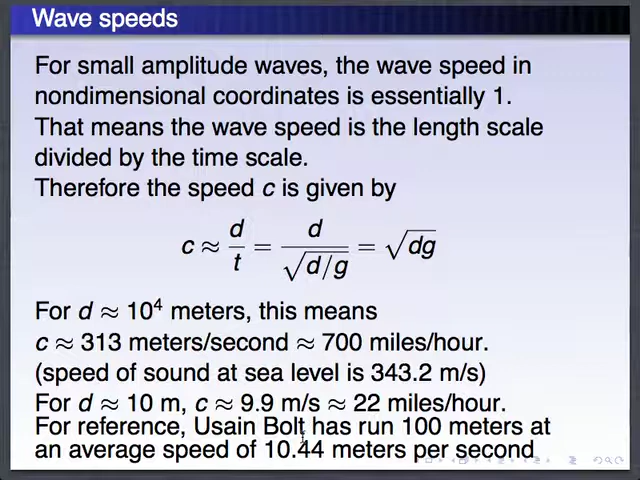 Wave speeds
For small amplitude waves, the wave speed in
nondimensional coordinates is essentially 1.
That means the wave speed is the length scale
divided by the time scale.
Therefore the speed c is given by
c ≈ d/t = d/√(d/g) = √(dg)
For d ≈ 10⁴ meters, this means
c ≈ 313 meters/second ≈ 700 miles/hour.
(speed of sound at sea level is 343.2 m/s)
For d ≈ 10 m, c ≈ 9.9 m/s ≈ 22 miles/hour.
For reference, Usain Bolt has run 100 meters at
an average speed of 10.44 meters per second